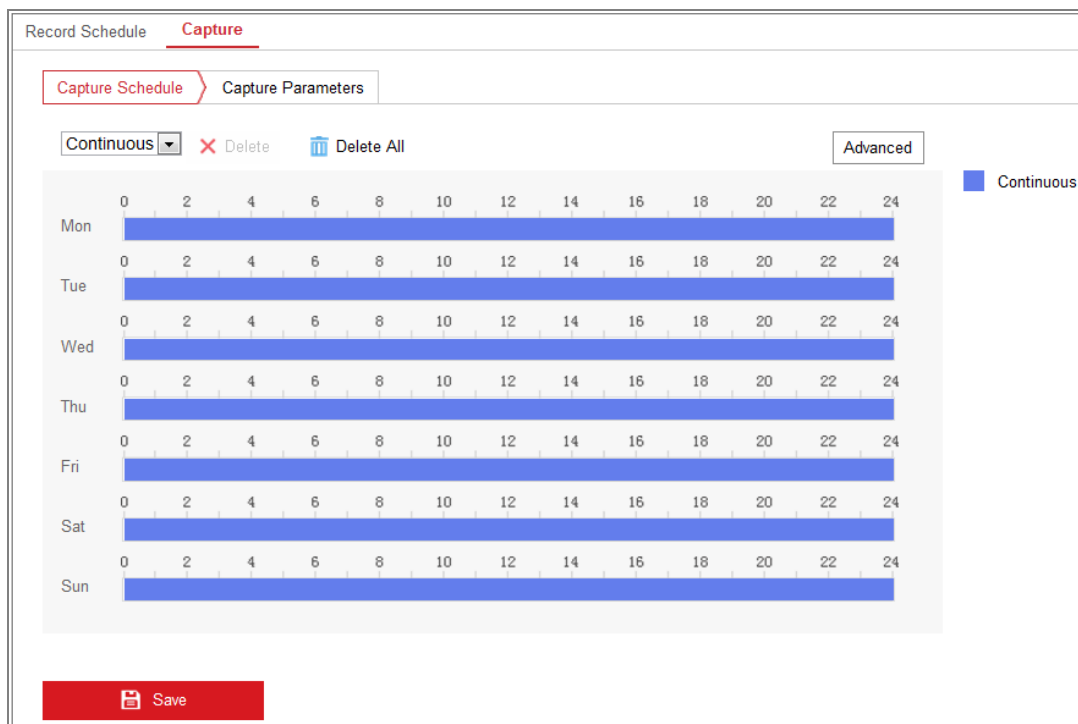 Record Schedule Capture
Capture Schedule Capture Parameters
Continuous Delete Delete All Advanced
Continuous
0 2 4 6 8 10 12 14 16 18 20 22 24
Mon
0 2 4 6 8 10 12 14 16 18 20 22 24
Tue
0 2 4 6 8 10 12 14 16 18 20 22 24
Wed
0 2 4 6 8 10 12 14 16 18 20 22 24
Thu
0 2 4 6 8 10 12 14 16 18 20 22 24
Fri
0 2 4 6 8 10 12 14 16 18 20 22 24
Sat
0 2 4 6 8 10 12 14 16 18 20 22 24
Sun
Save